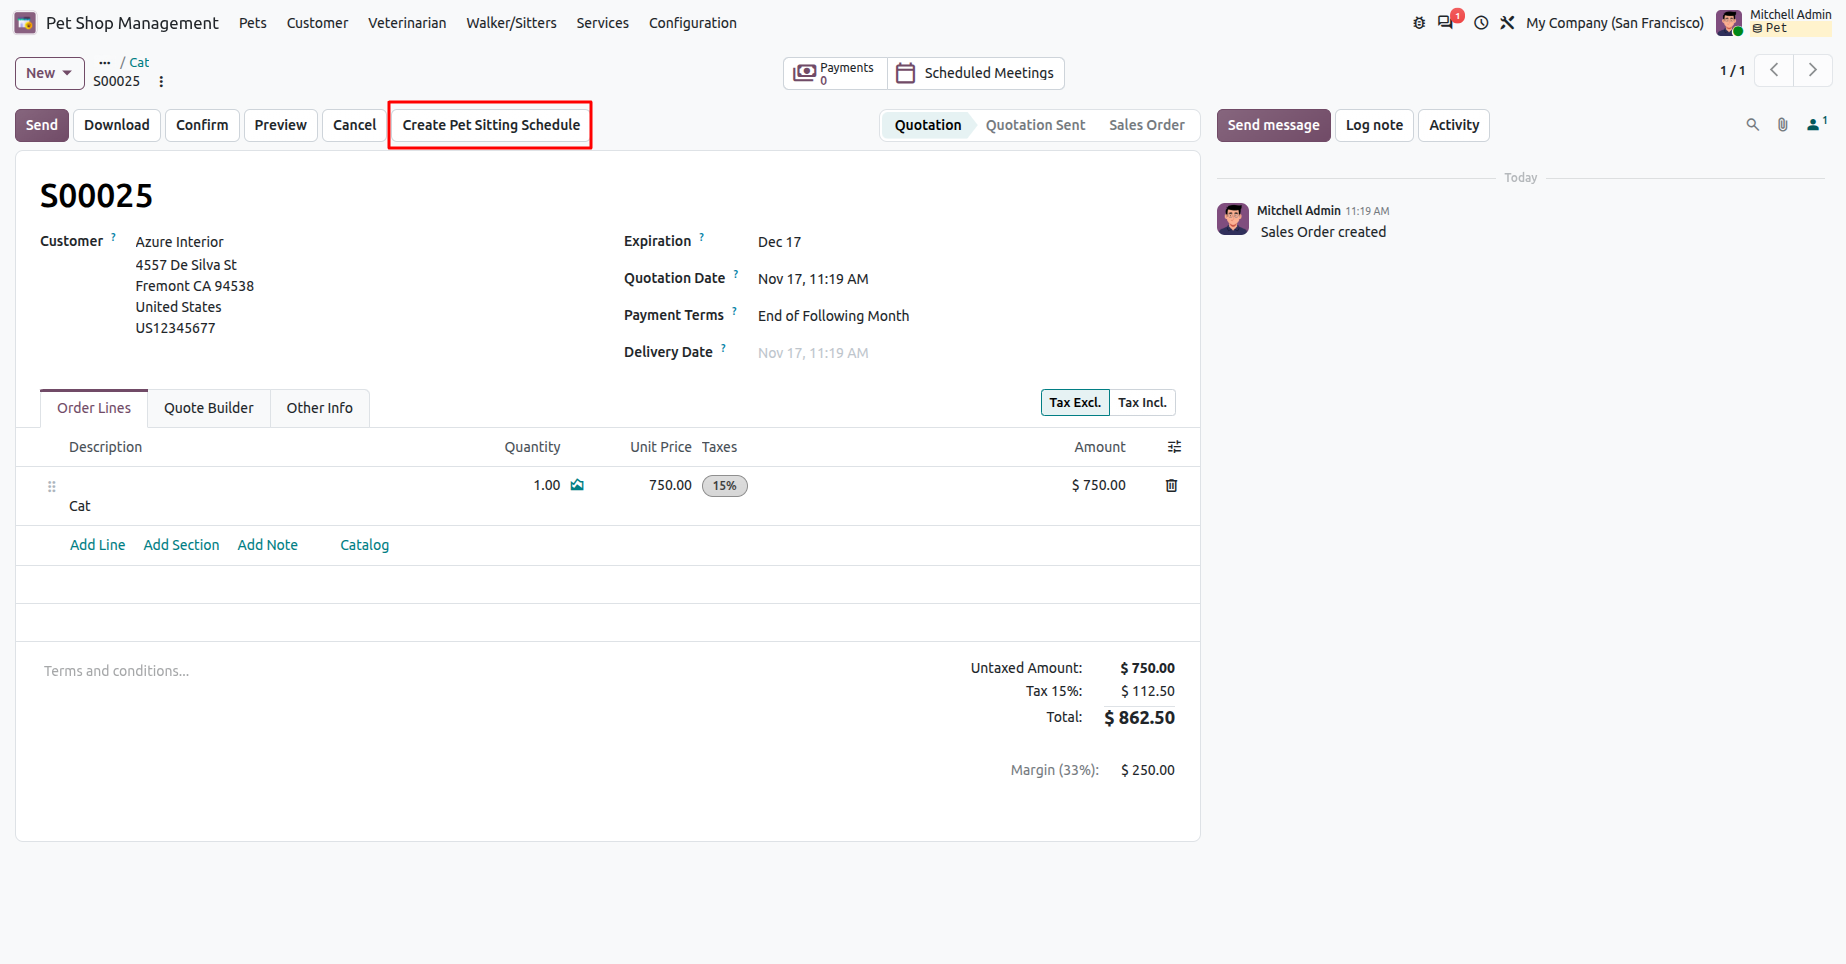 Pet Shop Management Pets Customer Veterinarian Walker/Sitters Services Configuration 1 My Company (San Francisco) Mitchell Admin
Pet
New ... / Cat
S00025
Payments
0
Scheduled Meetings
1 / 1
Send Download Confirm Preview Cancel Create Pet Sitting Schedule Quotation Quotation Sent Sales Order Send message Log note Activity 1
Today
Mitchell Admin 11:19 AM
Sales Order created
S00025
Customer ? Azure Interior
4557 De Silva St
Fremont CA 94538
United States
US12345677
Expiration ? Dec 17
Quotation Date ? Nov 17, 11:19 AM
Payment Terms ? End of Following Month
Delivery Date ? Nov 17, 11:19 AM
Order Lines Quote Builder Other Info Tax Excl. Tax Incl.
Description Quantity Unit Price Taxes Amount
1.00 750.00 15% $ 750.00
Cat
Add Line Add Section Add Note Catalog
Terms and conditions...
Untaxed Amount: $ 750.00
Tax 15%: $ 112.50
Total: $ 862.50
Margin (33%): $ 250.00